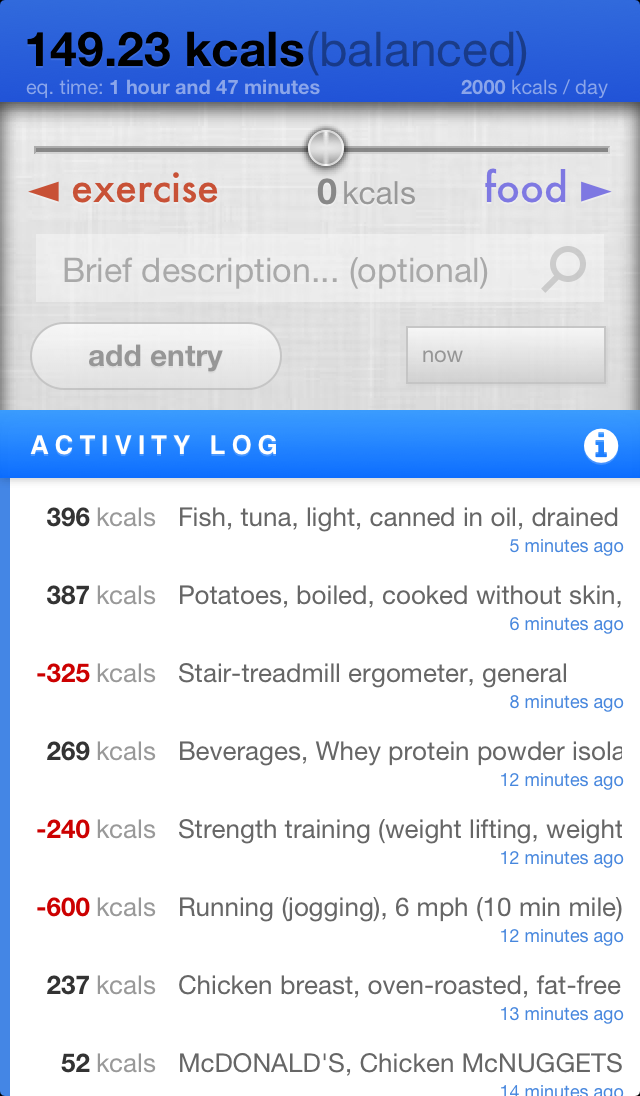 149.23 kcals(balanced)
eq. time: 1 hour and 47 minutes 2000 kcals / day
◄ exercise 0 kcals food ►
Brief description... (optional)
add entry now
ACTIVITY LOG i
396 kcals Fish, tuna, light, canned in oil, drained
5 minutes ago
387 kcals Potatoes, boiled, cooked without skin,
6 minutes ago
-325 kcals Stair-treadmill ergometer, general
8 minutes ago
269 kcals Beverages, Whey protein powder isola
12 minutes ago
-240 kcals Strength training (weight lifting, weight
12 minutes ago
-600 kcals Running (jogging), 6 mph (10 min mile)
12 minutes ago
237 kcals Chicken breast, oven-roasted, fat-free
13 minutes ago
52 kcals McDONALD'S, Chicken McNUGGETS
14 minutes ago